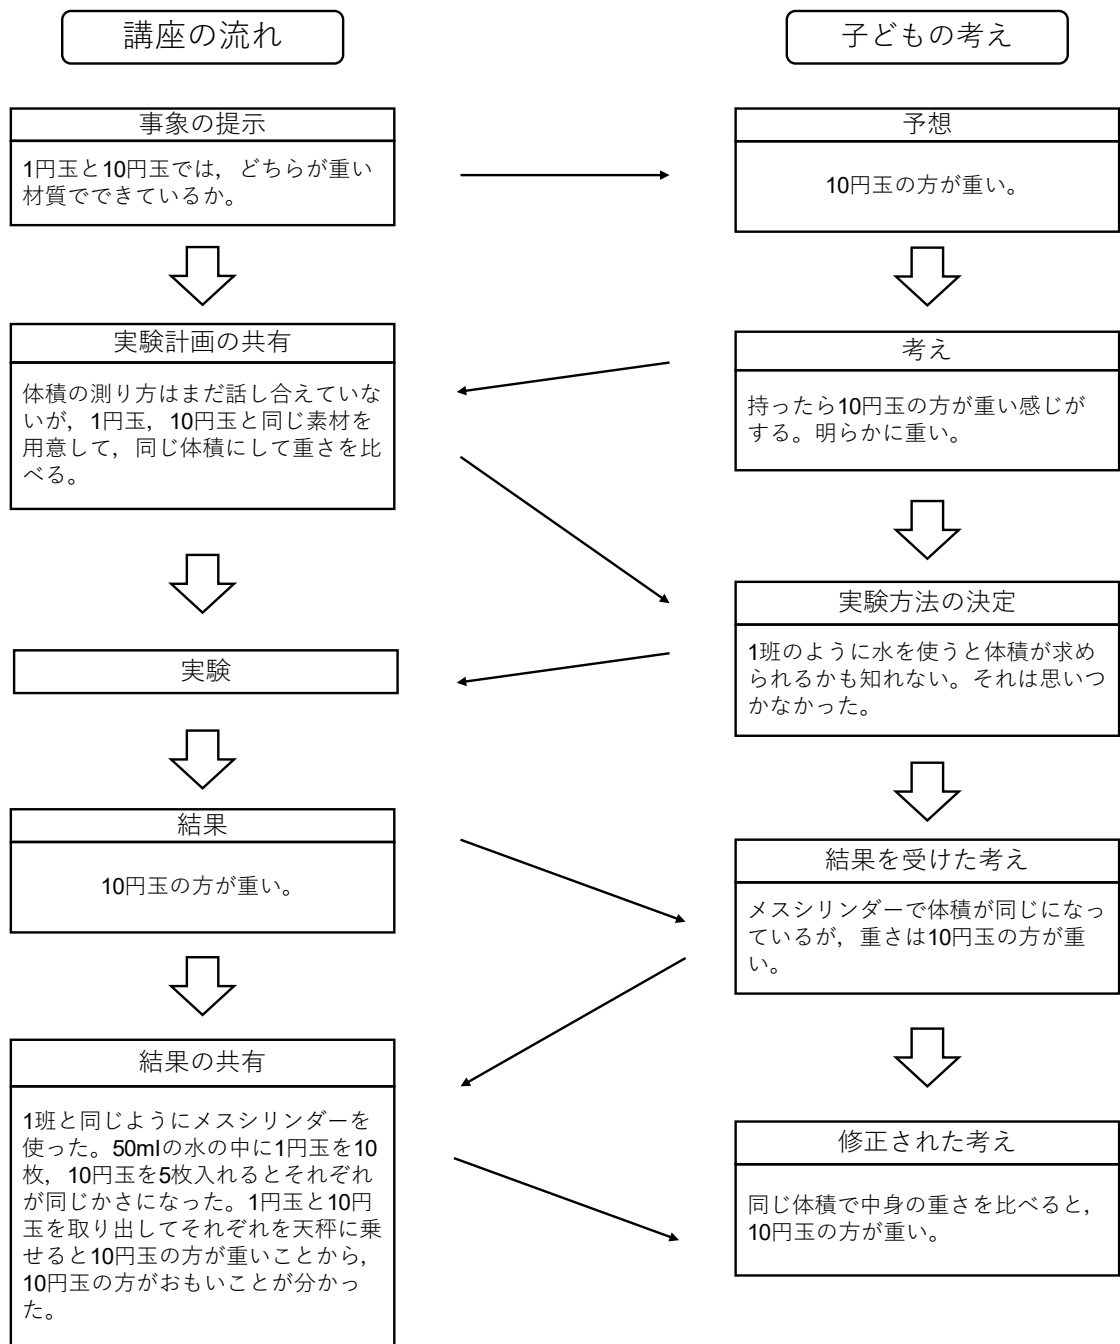 講座の流れ
子どもの考え
事象の提示
1円玉と10円玉では，どちらが重い
材質でできているか。
予想
10円玉の方が重い。
実験計画の共有
体積の測り方はまだ話し合えていな
いが，1円玉，10円玉と同じ素材を
用意して，同じ体積にして重さを比
べる。
考え
持ったら10円玉の方が重い感じが
する。明らかに重い。
実験方法の決定
1班のように水を使うと体積が求め
られるかも知れない。それは思いつ
かなかった。
実験
結果
10円玉の方が重い。
結果を受けた考え
メスシリンダーで体積が同じになっ
ているが，重さは10円玉の方が重
い。
結果の共有
1班と同じようにメスシリンダーを
使った。50mlの水の中に1円玉を10
枚，10円玉を5枚入れるとそれぞれ
が同じかさになった。1円玉と10円
玉を取り出してそれぞれを天秤に乗
せると10円玉の方が重いことから，
10円玉の方がおもいことが分かっ
た。
修正された考え
同じ体積で中身の重さを比べると，
10円玉の方が重い。